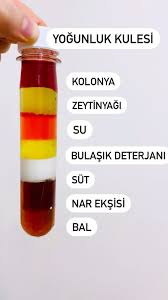 YOĞUNLUK KULESİ
KOLONYA
ZEYTİNYAĞI
SU
BULAŞIK DETERJANI
SÜT
NAR EKŞİSİ
BAL